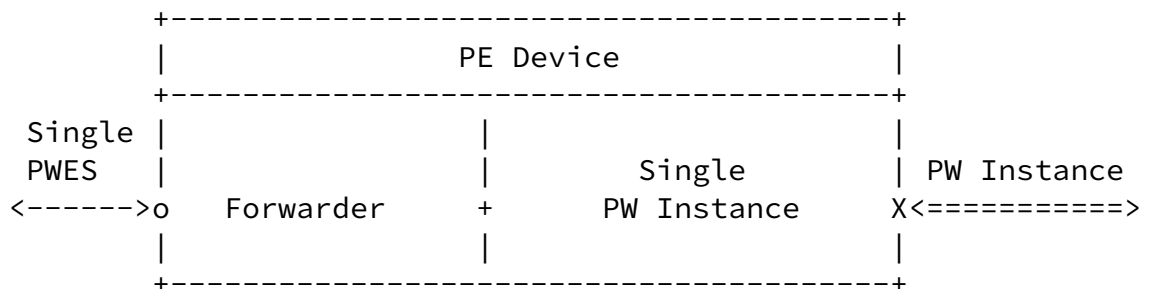 +---------------------------------------+
|                PE Device              |
+---------------------------------------+
Single |                 |                     |
PWES   |                 |        Single       | PW Instance
<------>o   Forwarder     +      PW Instance    X<===========>
|                 |                     |
+---------------------------------------+